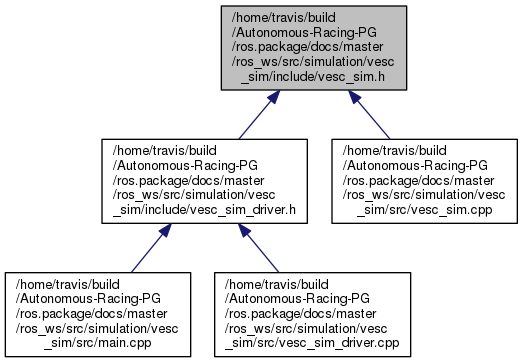 /home/travis/build
/Autonomous-Racing-PG
/ros.package/docs/master
/ros_ws/src/simulation/vesc
_sim/include/vesc_sim.h
/home/travis/build
/Autonomous-Racing-PG
/ros.package/docs/master
/ros_ws/src/simulation/vesc
_sim/include/vesc_sim_driver.h
/home/travis/build
/Autonomous-Racing-PG
/ros.package/docs/master
/ros_ws/src/simulation/vesc
_sim/src/vesc_sim.cpp
/home/travis/build
/Autonomous-Racing-PG
/ros.package/docs/master
/ros_ws/src/simulation/vesc
_sim/src/main.cpp
/home/travis/build
/Autonomous-Racing-PG
/ros.package/docs/master
/ros_ws/src/simulation/vesc
_sim/src/vesc_sim_driver.cpp